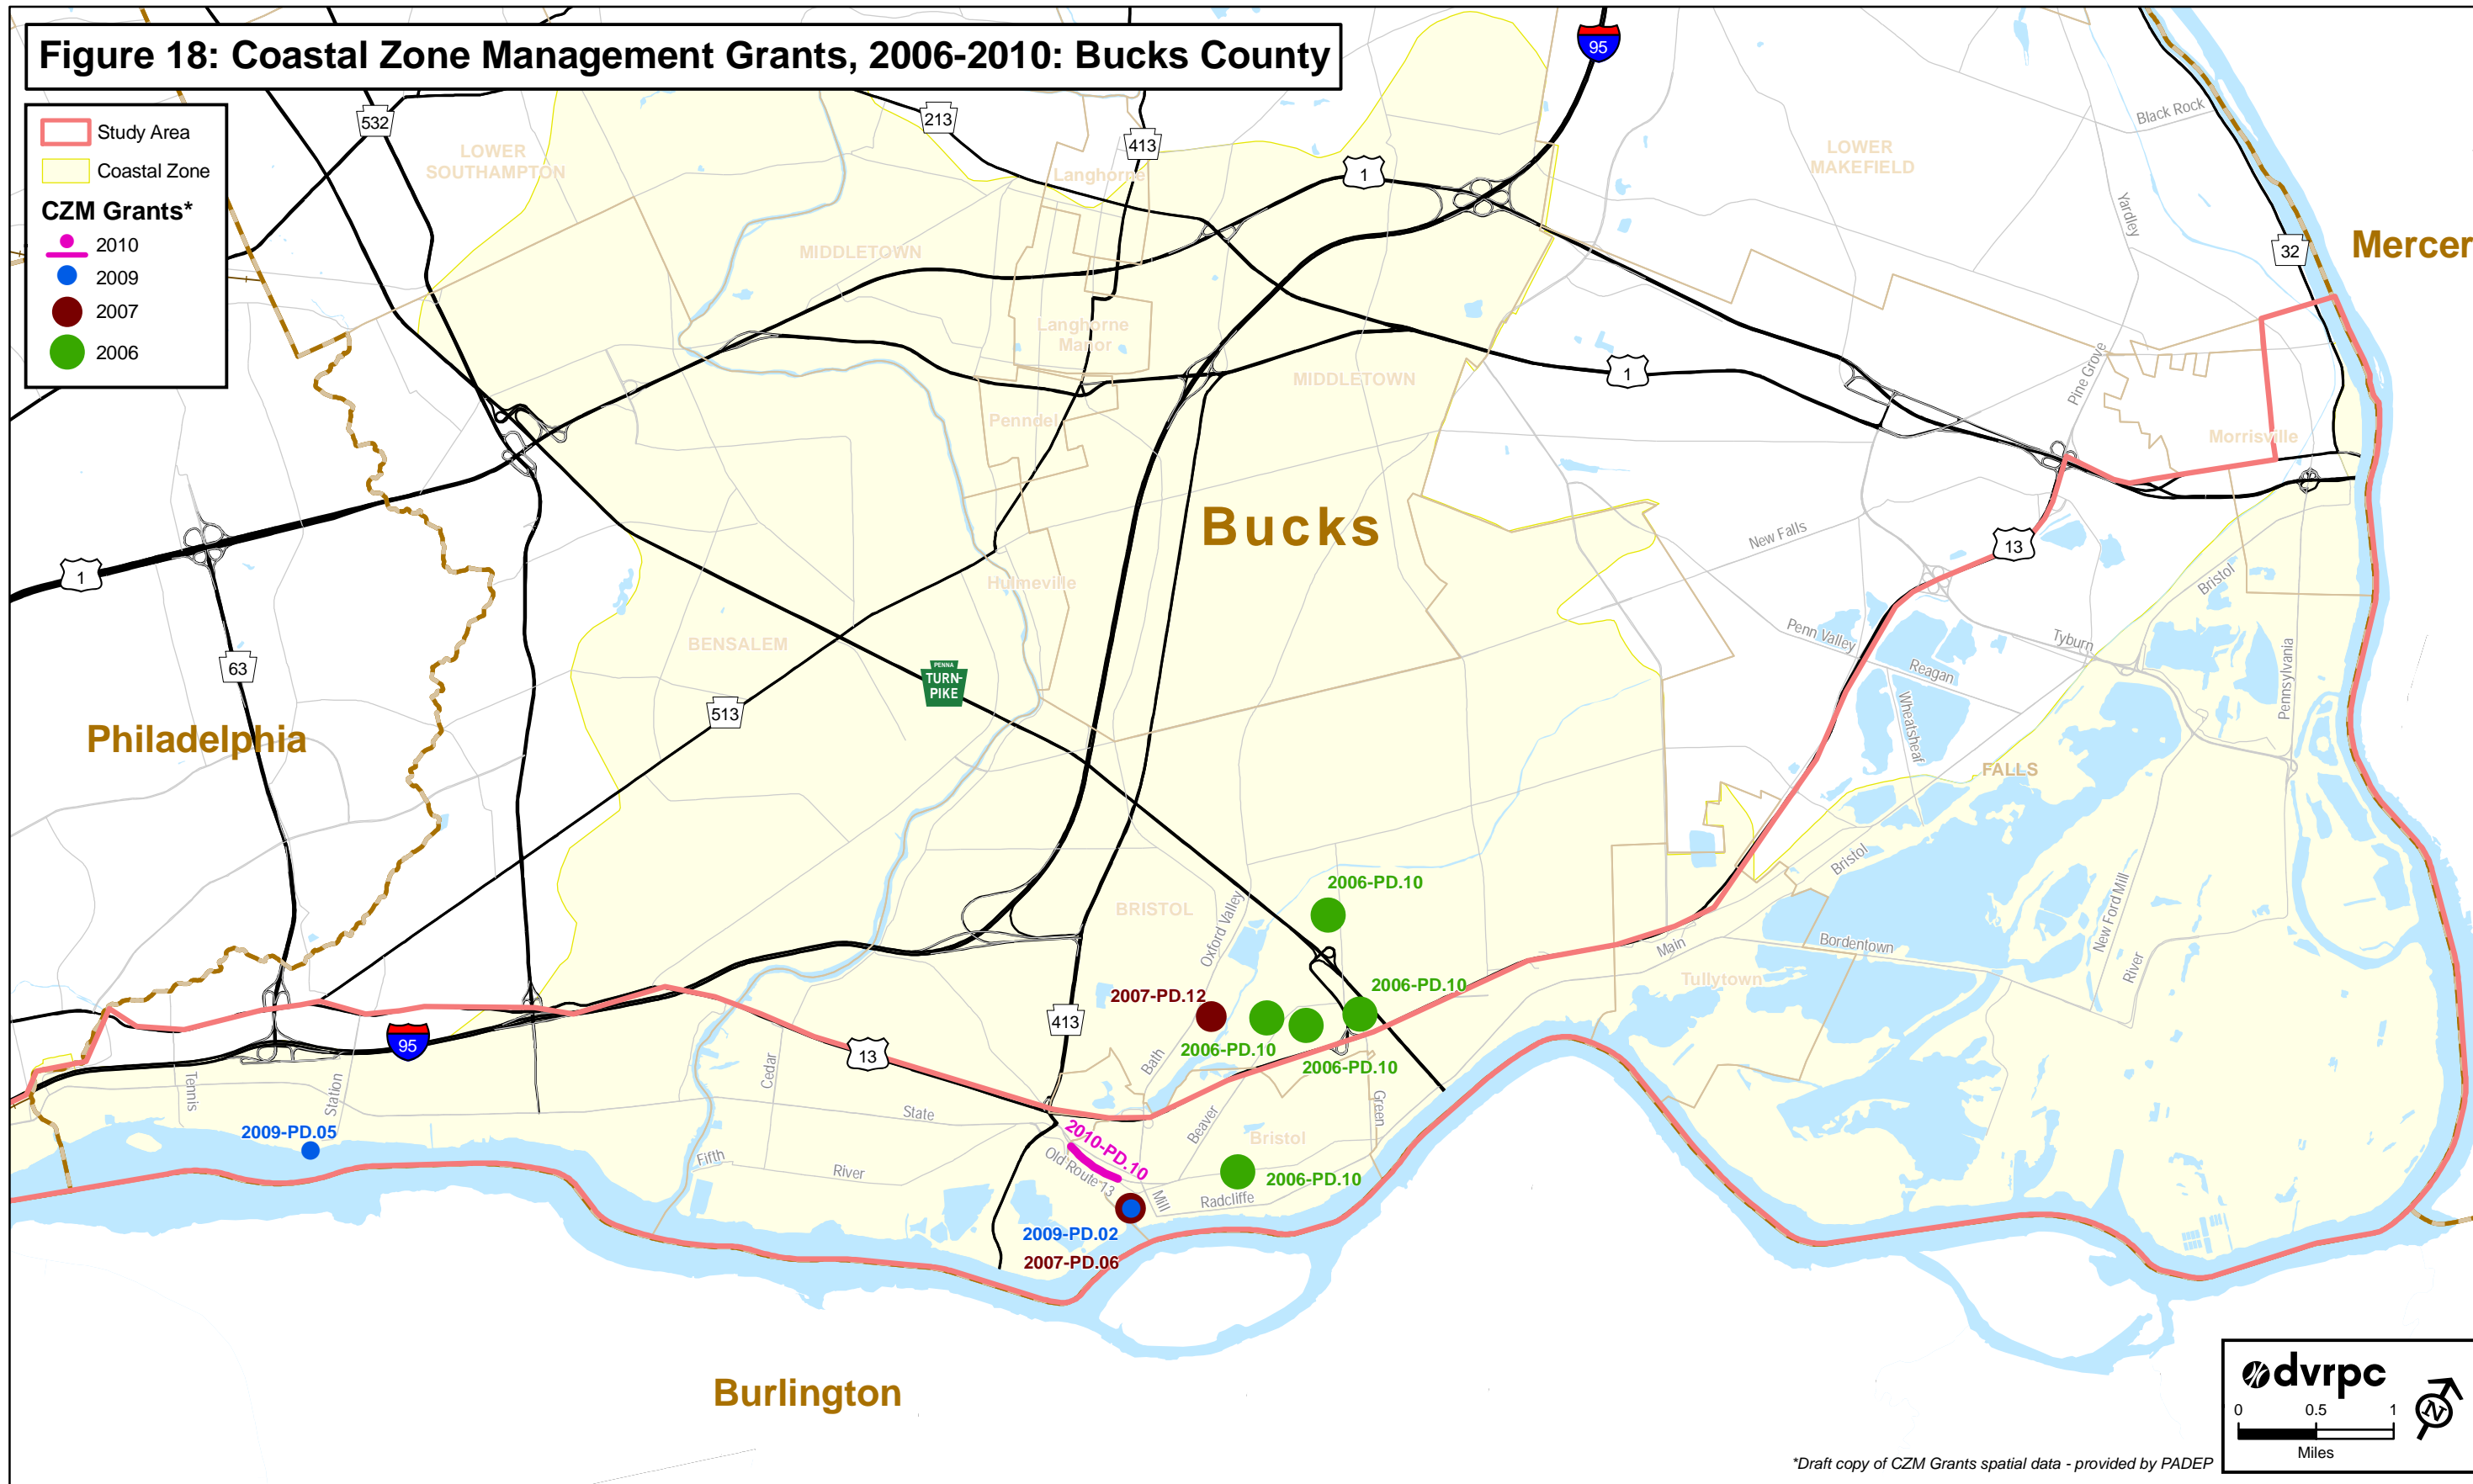 Figure 18: Coastal Zone Management Grants, 2006-2010: Bucks County
Study Area
Coastal Zone
CZM Grants*
2010
2009
2007
2006
95
532
213
413
1
Black Rock
LOWER
SOUTHAMPTON
Langhorne
LOWER
MAKEFIELD
Yardley
32
Mercer
MIDDLETOWN
Langhorne
Manor
MIDDLETOWN
1
Pine Grove
Penndel
Morrisville
Bucks
New Falls
13
1
Hulmeville
Bristol
BENSALEM
Penn Valley
Tyburn
Reagan
63
PENNA
TURN-
PIKE
513
Wheatsheaf
Pennsylvania
Philadelphia
FALLS
2006-PD.10
BRISTOL
Oxford Valley
Bristol
New Ford Mill
Main
Bordentown
River
Tullytown
2007-PD.12
2006-PD.10
413
95
13
2006-PD.10
2006-PD.10
Bath
Cedar
Tennis
Station
State
Beaver
Green
2009-PD.05
2010-PD.10
Bristol
Fifth
River
Old Route 13
Mill
Radcliffe
2006-PD.10
2009-PD.02
2007-PD.06
Burlington
dvrpc
0 0.5 1
Miles
N
*Draft copy of CZM Grants spatial data - provided by PADEP